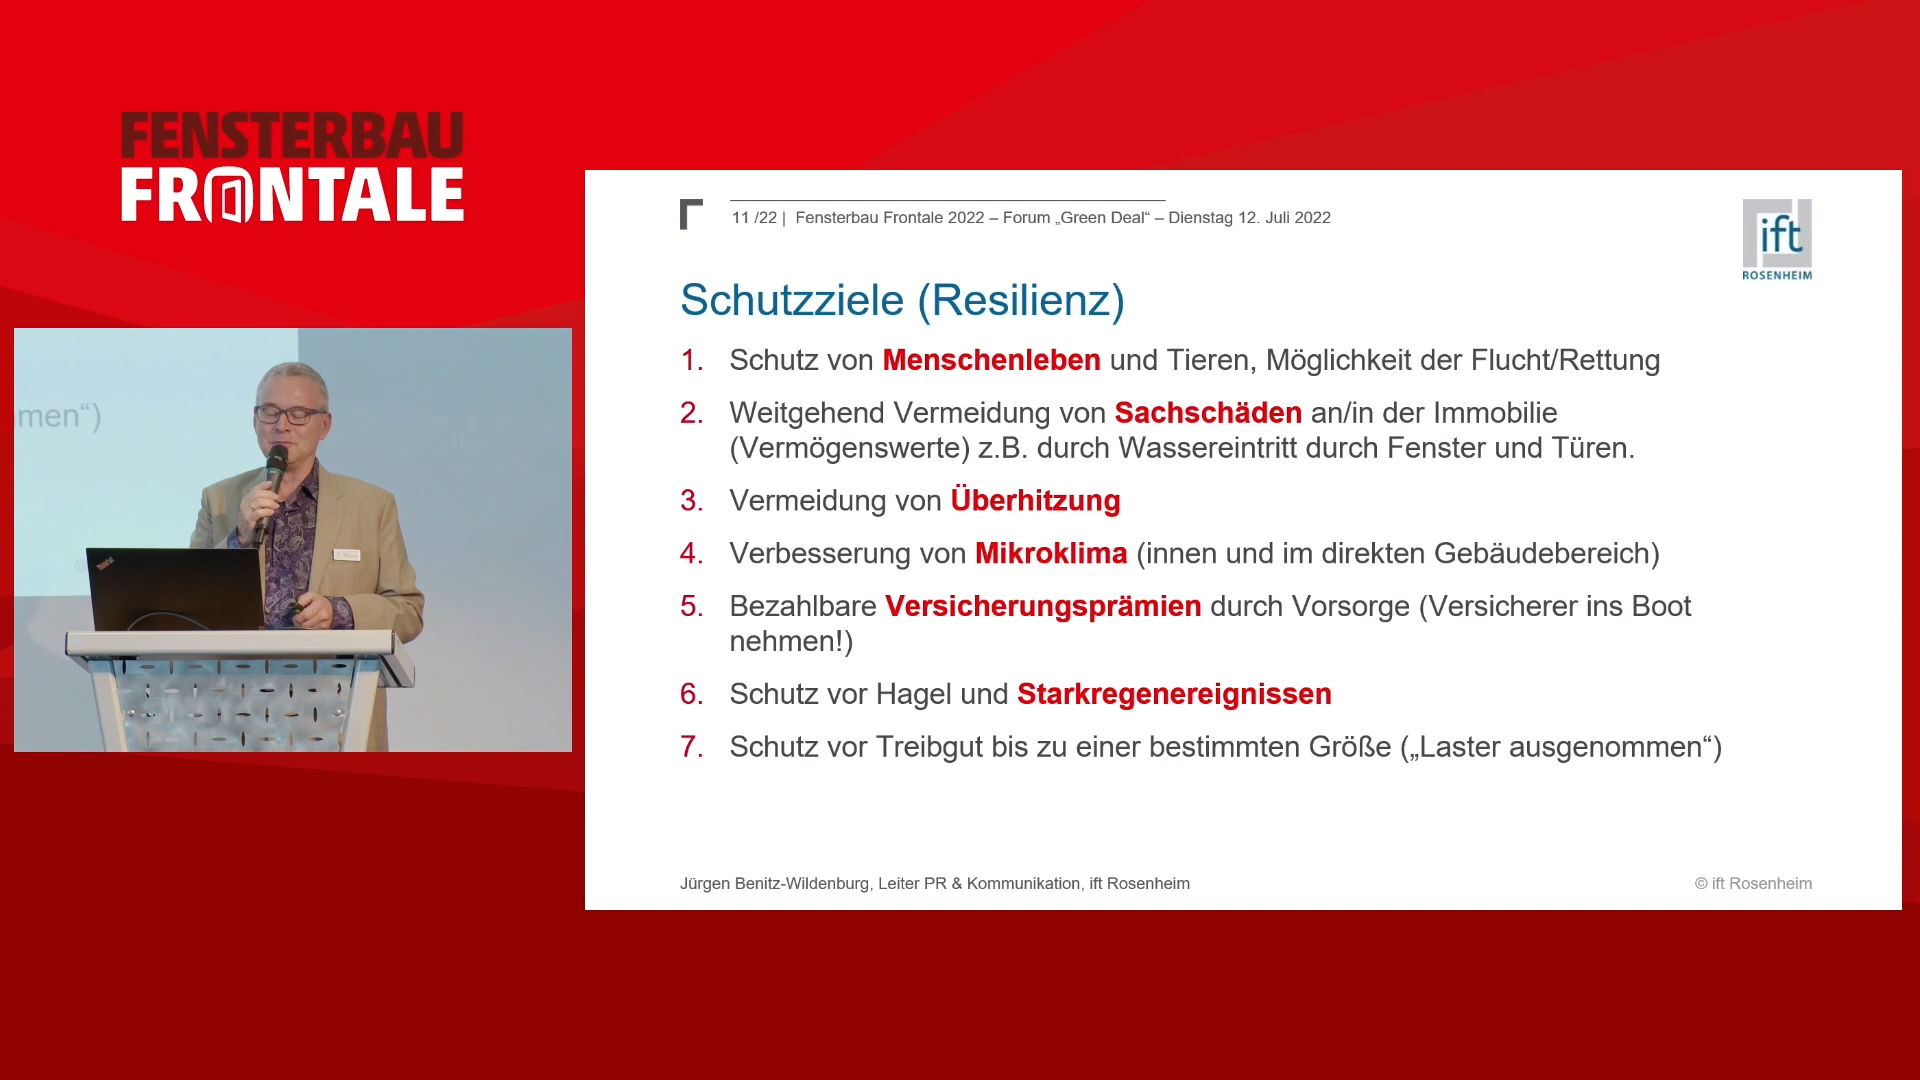 FENSTERBAU
FRONTALE
11 /22 | Fensterbau Frontale 2022 – Forum „Green Deal“ – Dienstag 12. Juli 2022
ift
ROSENHEIM
Schutzziele (Resilienz)
1. Schutz von Menschenleben und Tieren, Möglichkeit der Flucht/Rettung
2. Weitgehend Vermeidung von Sachschäden an/in der Immobilie
(Vermögenswerte) z.B. durch Wassereintritt durch Fenster und Türen.
3. Vermeidung von Überhitzung
4. Verbesserung von Mikroklima (innen und im direkten Gebäudebereich)
5. Bezahlbare Versicherungsprämien durch Vorsorge (Versicherer ins Boot
nehmen!)
6. Schutz vor Hagel und Starkregenereignissen
7. Schutz vor Treibgut bis zu einer bestimmten Größe („Laster ausgenommen“)
Jürgen Benitz-Wildenburg, Leiter PR & Kommunikation, ift Rosenheim
© ift Rosenheim
men“)
ThinkPad